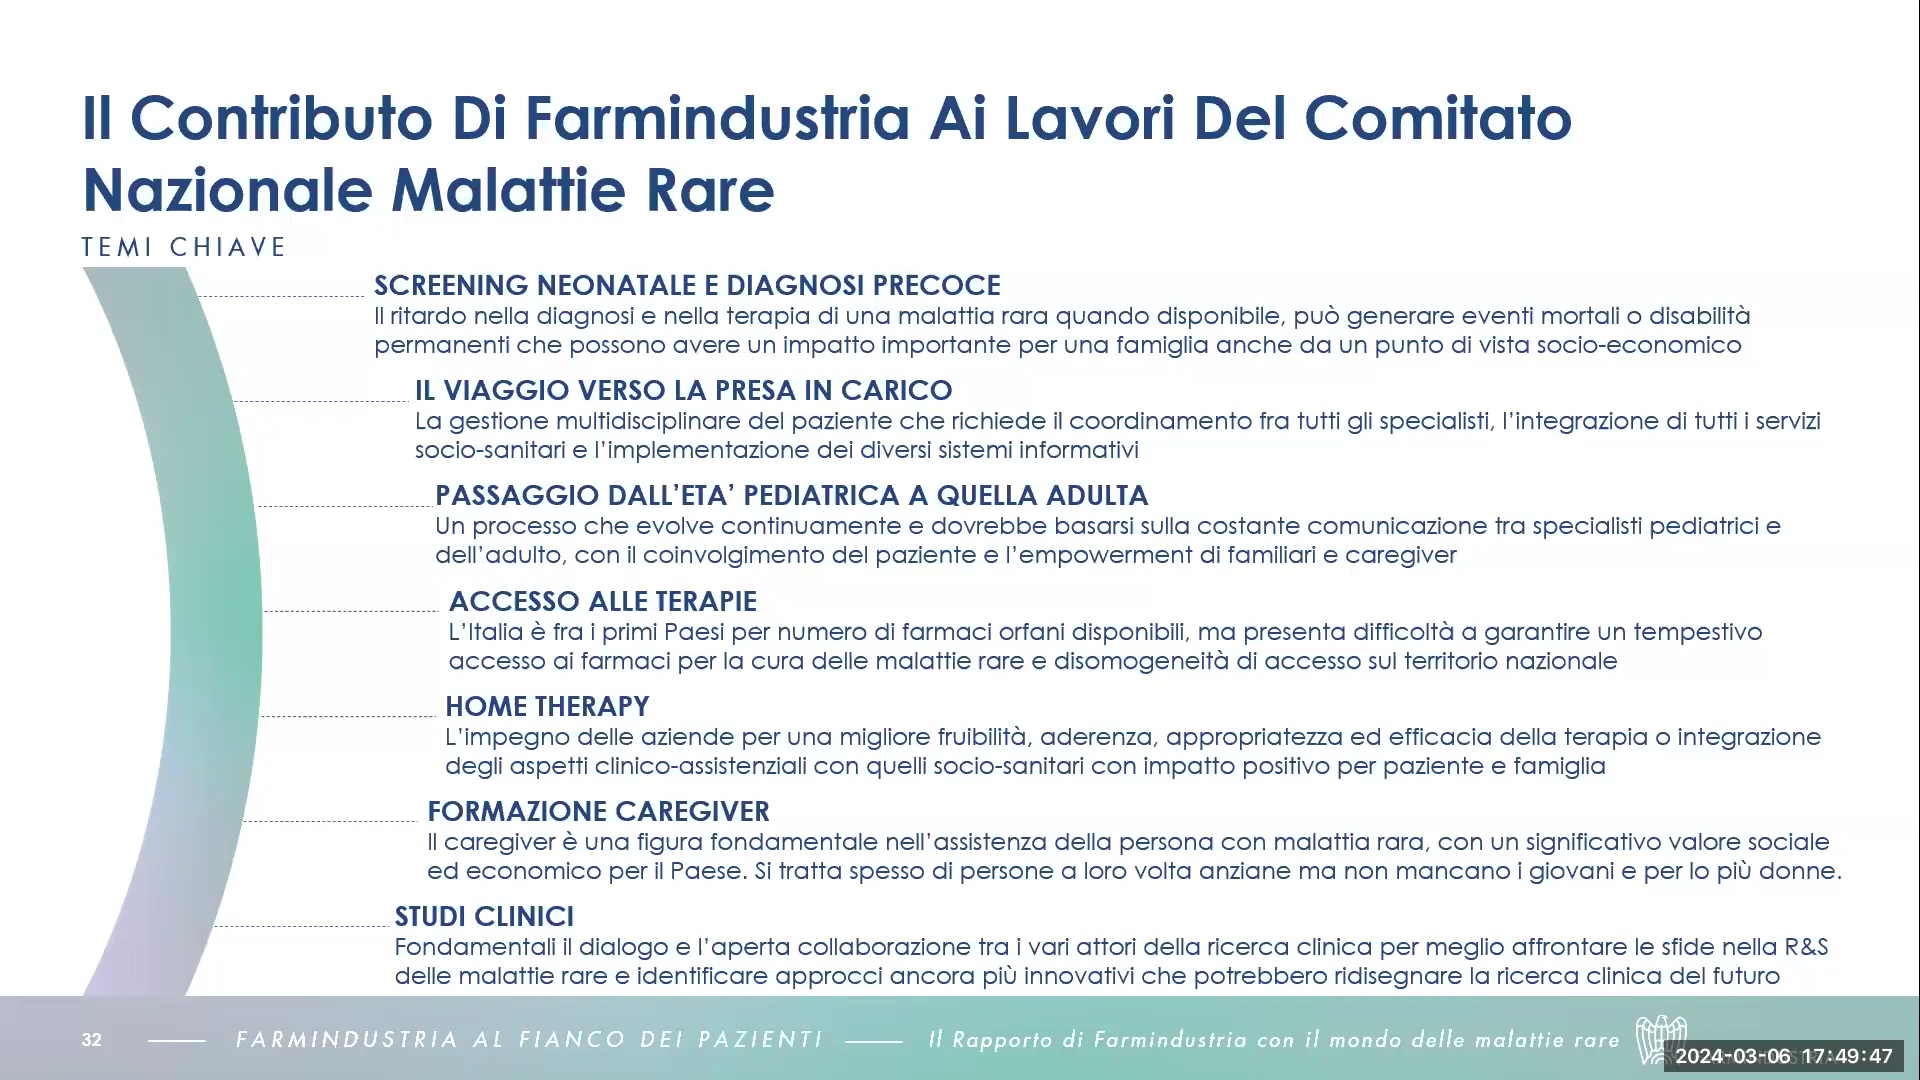 Il Contributo Di Farmindustria Ai Lavori Del Comitato
Nazionale Malattie Rare
TEMI CHIAVE
SCREENING NEONATALE E DIAGNOSI PRECOCE
Il ritardo nella diagnosi e nella terapia di una malattia rara quando disponibile, può generare eventi mortali o disabilità
permanenti che possono avere un impatto importante per una famiglia anche da un punto di vista socio-economico
IL VIAGGIO VERSO LA PRESA IN CARICO
La gestione multidisciplinare del paziente che richiede il coordinamento fra tutti gli specialisti, l’integrazione di tutti i servizi
socio-sanitari e l’implementazione dei diversi sistemi informativi
PASSAGGIO DALL’ETA’ PEDIATRICA A QUELLA ADULTA
Un processo che evolve continuamente e dovrebbe basarsi sulla costante comunicazione tra specialisti pediatrici e
dell’adulto, con il coinvolgimento del paziente e l’empowerment di familiari e caregiver
ACCESSO ALLE TERAPIE
L’Italia è fra i primi Paesi per numero di farmaci orfani disponibili, ma presenta difficoltà a garantire un tempestivo
accesso ai farmaci per la cura delle malattie rare e disomogeneità di accesso sul territorio nazionale
HOME THERAPY
L’impegno delle aziende per una migliore fruibilità, aderenza, appropriatezza ed efficacia della terapia o integrazione
degli aspetti clinico-assistenziali con quelli socio-sanitari con impatto positivo per paziente e famiglia
FORMAZIONE CAREGIVER
Il caregiver è una figura fondamentale nell’assistenza della persona con malattia rara, con un significativo valore sociale
ed economico per il Paese. Si tratta spesso di persone a loro volta anziane ma non mancano i giovani e per lo più donne.
STUDI CLINICI
Fondamentali il dialogo e l’aperta collaborazione tra i vari attori della ricerca clinica per meglio affrontare le sfide nella R&S
delle malattie rare e identificare approcci ancora più innovativi che potrebbero ridisegnare la ricerca clinica del futuro
32 FARMINDUSTRIA AL FIANCO DEI PAZIENTI Il Rapporto di Farmindustria con il mondo delle malattie rare
2024-03-06 17:49:47